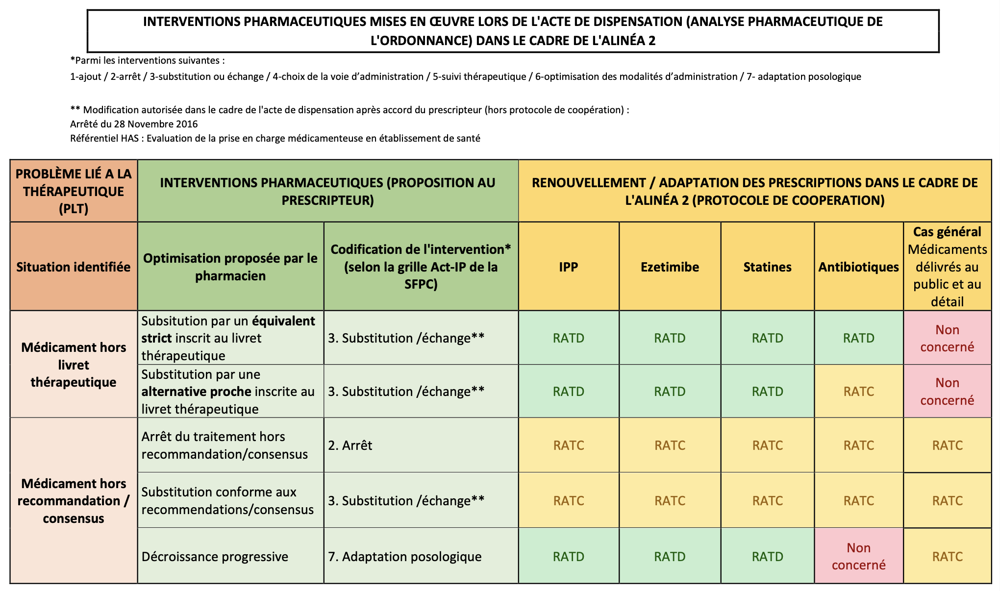 INTERVENTIONS PHARMACEUTIQUES MISES EN ŒUVRE LORS DE L'ACTE DE DISPENSATION (ANALYSE PHARMACEUTIQUE DE
L'ORDONNANCE) DANS LE CADRE DE L'ALINÉA 2
*Parmi les interventions suivantes :
1-ajout / 2-arrêt / 3-substitution ou échange / 4-choix de la voie d’administration / 5-suivi thérapeutique / 6-optimisation des modalités d’administration / 7- adaptation posologique
** Modification autorisée dans le cadre de l'acte de dispensation après accord du prescripteur (hors protocole de coopération) :
Arrêté du 28 Novembre 2016
Référentiel HAS : Evaluation de la prise en charge médicamenteuse en établissement de santé
PROBLÈME LIÉ A LA
THÉRAPEUTIQUE
(PLT)
INTERVENTIONS PHARMACEUTIQUES (PROPOSITION AU
PRESCRIPTEUR)
RENOUVELLEMENT / ADAPTATION DES PRESCRIPTIONS DANS LE CADRE DE
L'ALINÉA 2 (PROTOCOLE DE COOPERATION)
Situation identifiée
Optimisation proposée par le
pharmacien
Codification de l'intervention*
(selon la grille Act-IP de la
SFPC)
IPP
Ezetimibe
Statines
Antibiotiques
Cas général
Médicaments
délivrés au
public et au
détail
Médicament hors
livret
thérapeutique
Subsitution par un équivalent
strict inscrit au livret
thérapeutique
3. Substitution /échange**
RATD
RATD
RATD
RATD
Non
concerné
Substitution par une
alternative proche inscrite au
livret thérapeutique
3. Substitution /échange**
RATD
RATD
RATD
RATC
Non
concerné
Médicament hors
recommandation /
consensus
Arrêt du traitement hors
recommandation/consensus
2. Arrêt
RATC
RATC
RATC
RATC
RATC
Substitution conforme aux
recommendations/consensus
3. Substitution /échange**
RATC
RATC
RATC
RATC
RATC
Décroissance progressive
7. Adaptation posologique
RATD
RATD
RATD
Non
concerné
RATC